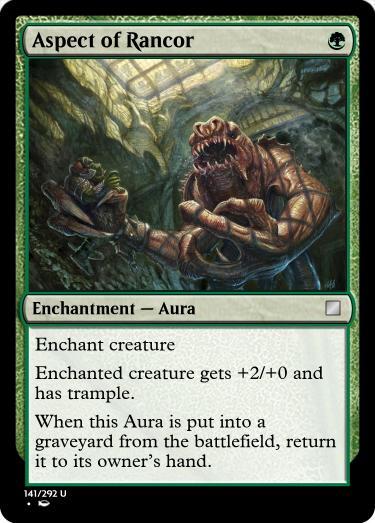 Aspect of Rancor
Enchantment — Aura
Enchant creature
Enchanted creature gets +2/+0 and
has trample.
When this Aura is put into a
graveyard from the battlefield, return
it to its owner's hand.
141/292 U